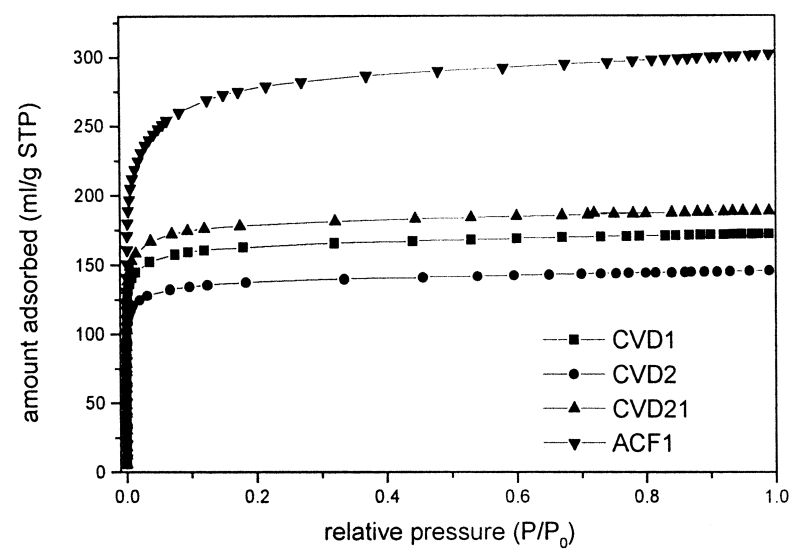 amount adsorbed (ml/g STP)
300
250
200
150
100
50
0
CVD1
CVD2
CVD21
ACF1
0.0 0.2 0.4 0.6 0.8 1.0
relative pressure (P/P₀)